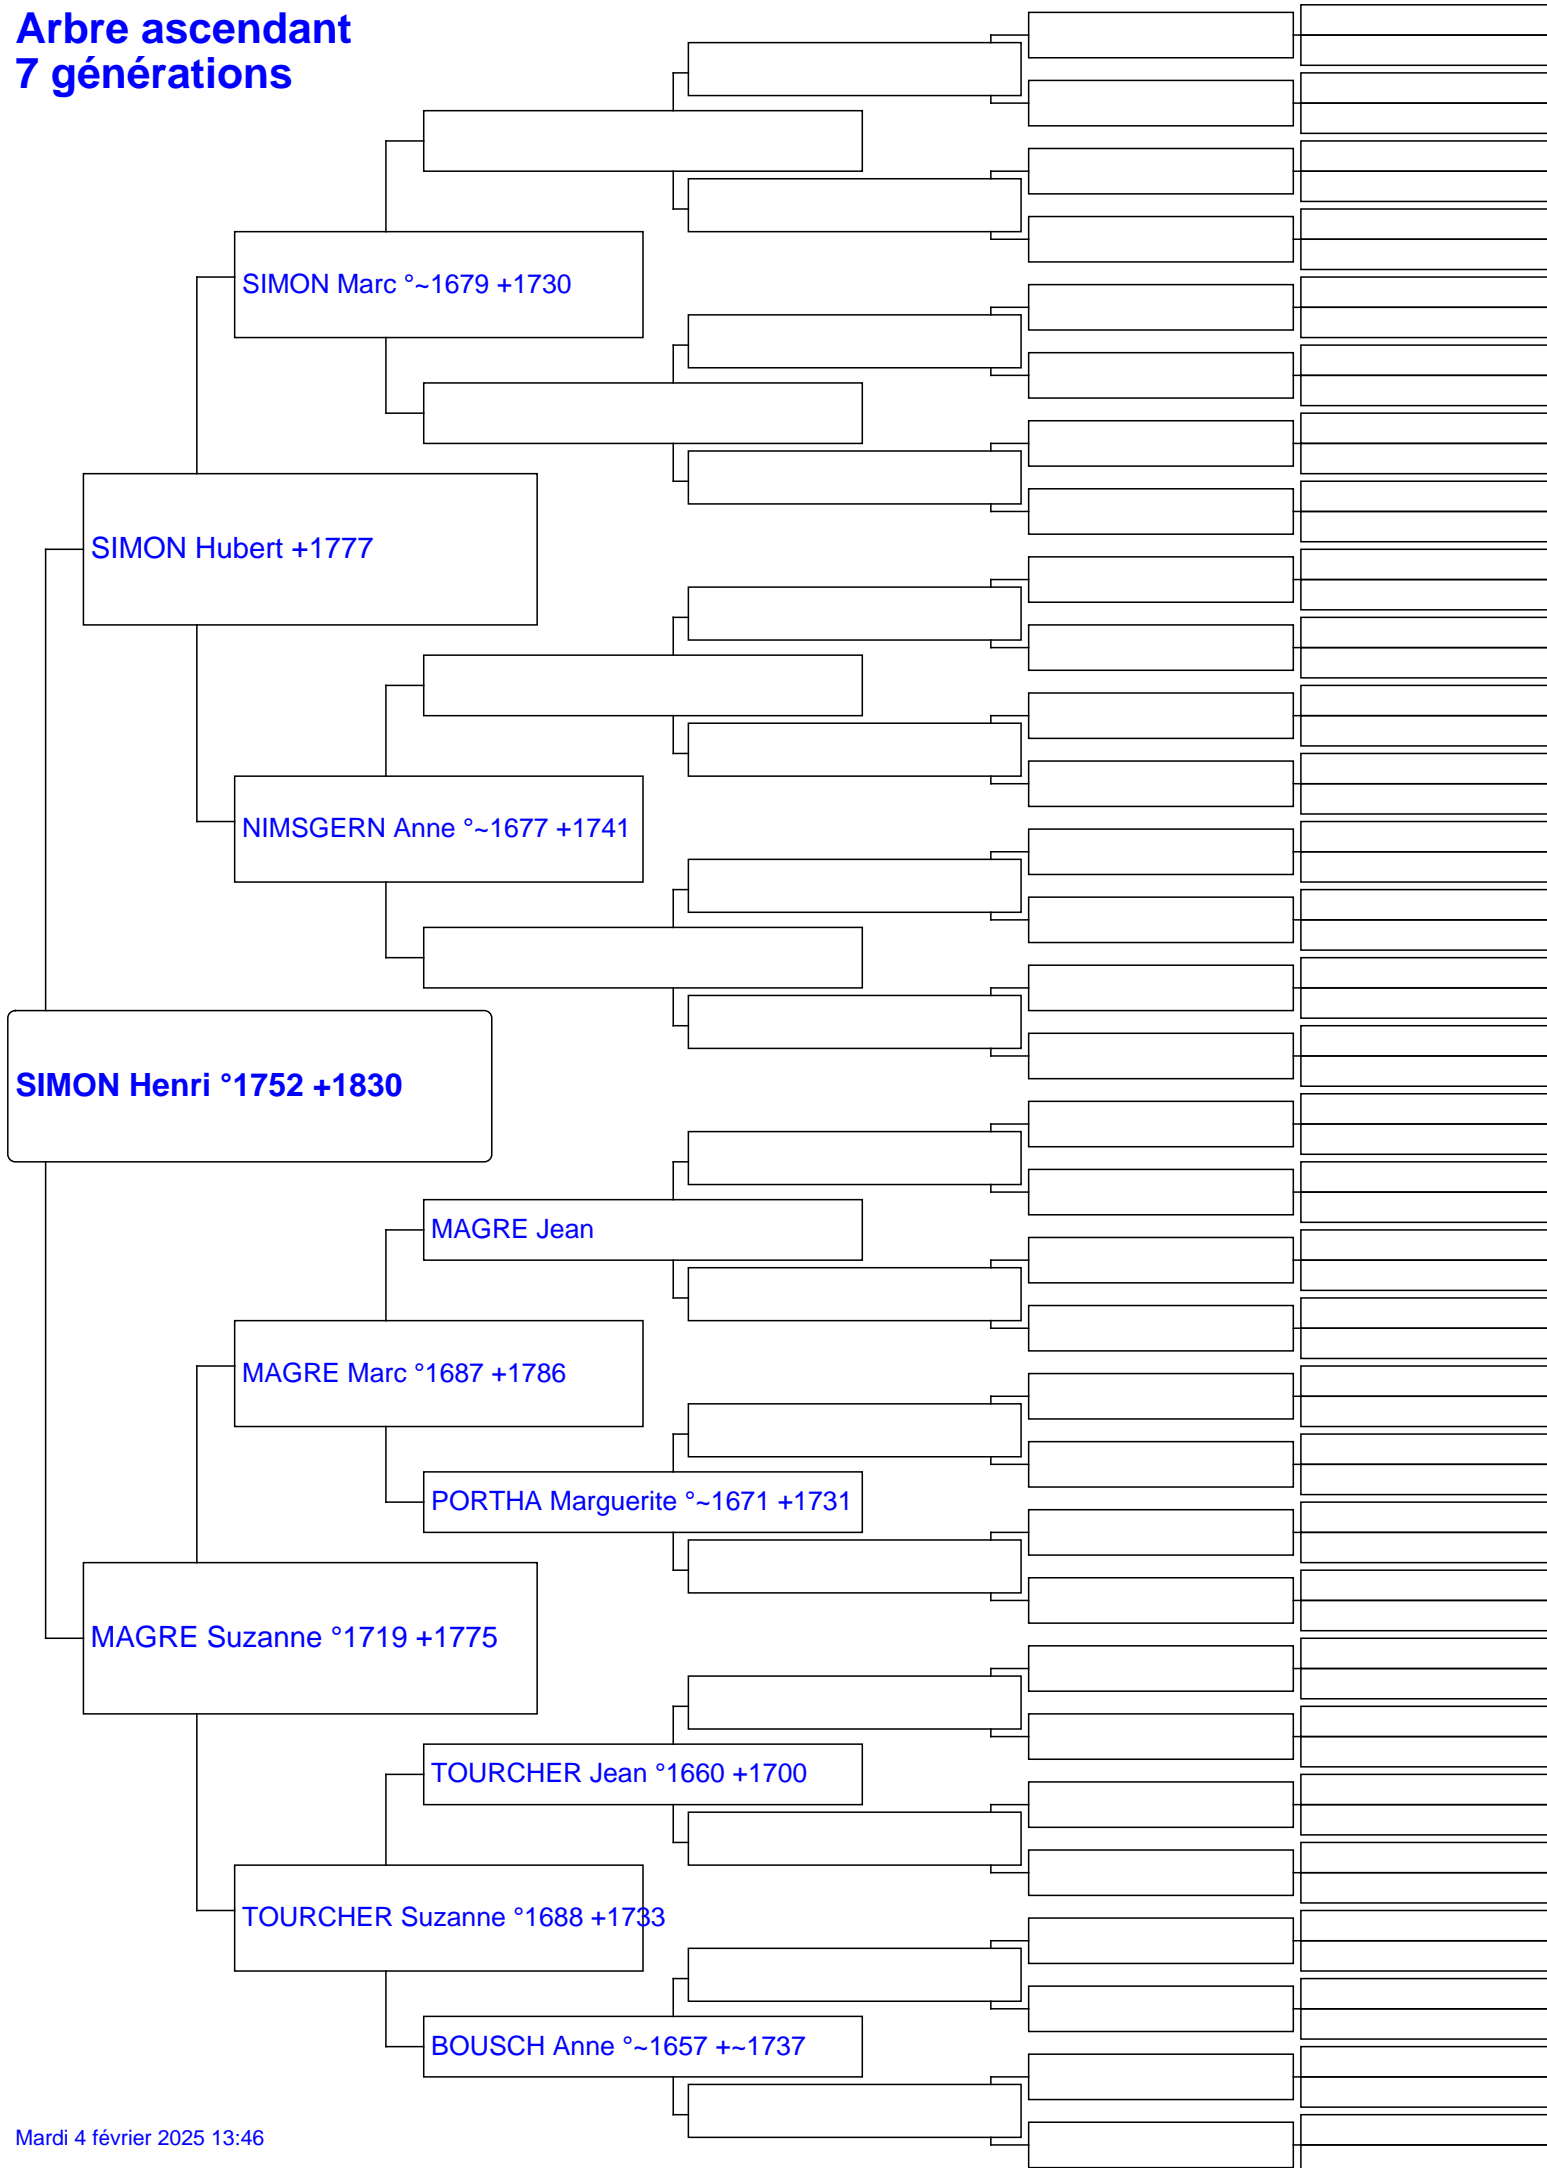 Arbre ascendant
7 générations
SIMON Marc °~1679 +1730
SIMON Hubert +1777
NIMSGERN Anne °~1677 +1741
SIMON Henri °1752 +1830
MAGRE Jean
MAGRE Marc °1687 +1786
PORTHA Marguerite °~1671 +1731
MAGRE Suzanne °1719 +1775
TOURCHER Jean °1660 +1700
TOURCHER Suzanne °1688 +1733
BOUSCH Anne °~1657 +~1737
Mardi 4 février 2025 13:46